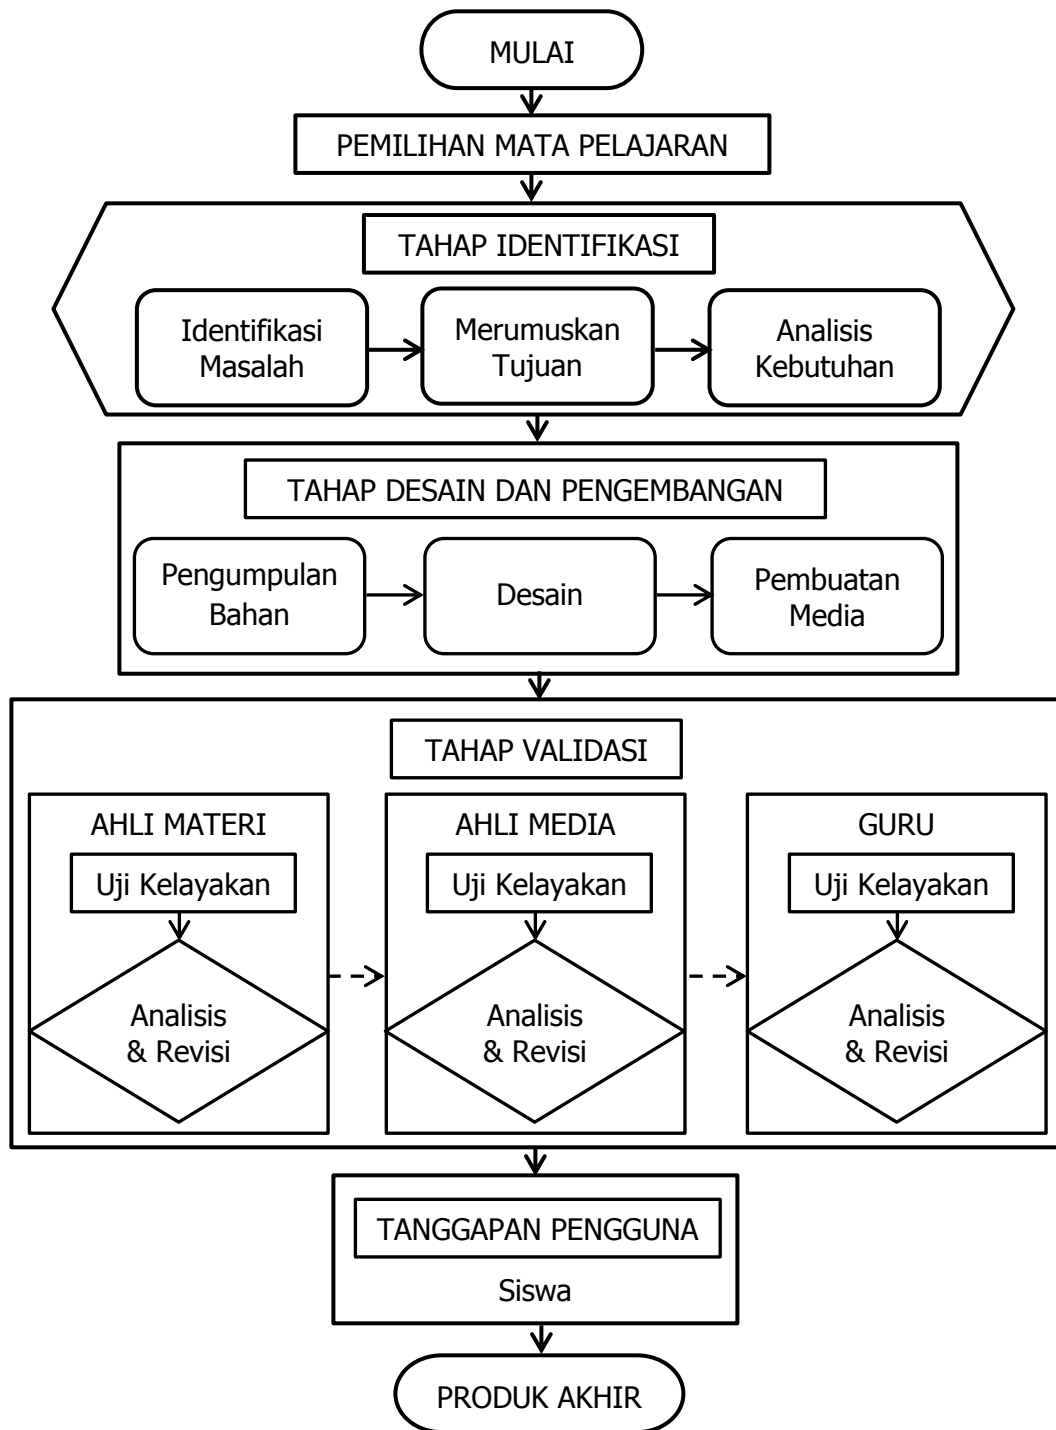 MULAI
PEMILIHAN MATA PELAJARAN
TAHAP IDENTIFIKASI
Identifikasi
Masalah
Merumuskan
Tujuan
Analisis
Kebutuhan
TAHAP DESAIN DAN PENGEMBANGAN
Pengumpulan
Bahan
Desain
Pembuatan
Media
TAHAP VALIDASI
AHLI MATERI
Uji Kelayakan
Analisis
& Revisi
AHLI MEDIA
Uji Kelayakan
Analisis
& Revisi
GURU
Uji Kelayakan
Analisis
& Revisi
TANGGAPAN PENGGUNA
Siswa
PRODUK AKHIR